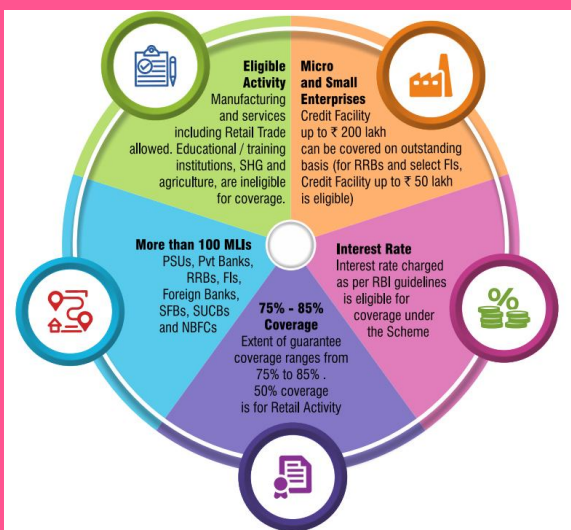 Eligible
Activity
Manufacturing
and services
including Retail Trade
allowed. Educational / training
institutions, SHG and
agriculture, are ineligible
for coverage.
Micro
and Small
Enterprises
Credit Facility
up to ₹ 200 lakh
can be covered on outstanding
basis (for RRBs and select FIs,
Credit Facility up to ₹ 50 lakh
is eligible)
More than 100 MLIs
PSUs, Pvt Banks,
RRBs, FIs,
Foreign Banks,
SFBs, SUCBs
and NBFCs
Interest Rate
Interest rate charged
as per RBI guidelines
is eligible for
coverage under
the Scheme
%
75% - 85%
Coverage
Extent of guarantee
coverage ranges from
75% to 85% .
50% coverage
is for Retail Activity